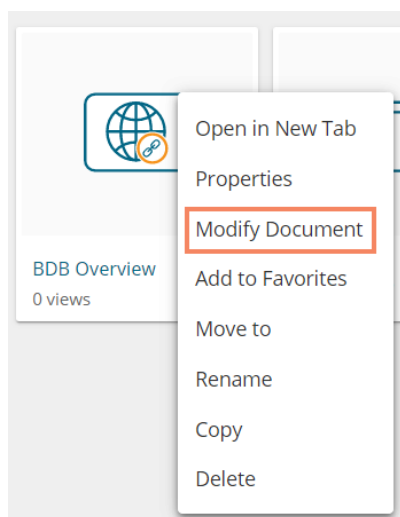 Open in New Tab
Properties
Modify Document
BDB Overview
Add to Favorites
0 views
Move to
Rename
Copy
Delete